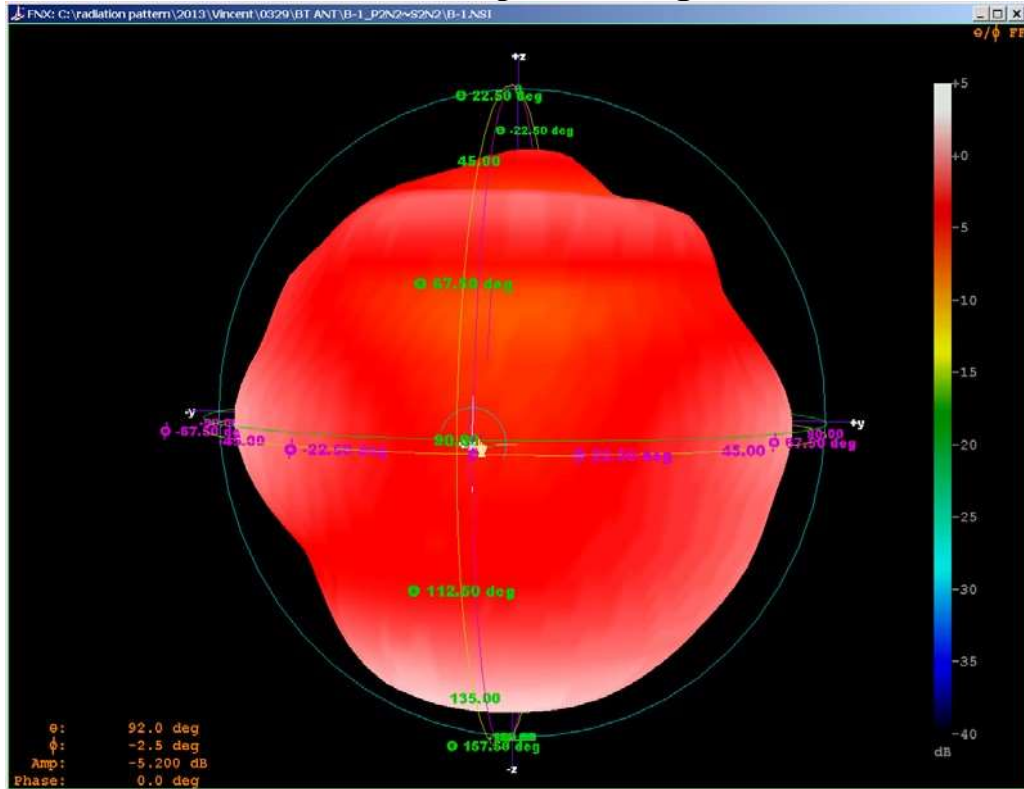 FNX: C:\radiation pattern\2013\Vincent\0329\BT ANT\B-1_P2N2~S2N2\B-1.NSI
θ/ϕ FF
+z
Θ 22.50 deg
Θ -22.50 deg
45.00
Θ 67.50 deg
-y
+y
ϕ -67.50 deg
45.00
ϕ -22.50 deg
90.00
45.00
ϕ 67.50 deg
90.00
Θ 112.50 deg
135.00
Θ 157.50 deg
-z
+5
+0
-5
-10
-15
-20
-25
-30
-35
-40
dB
θ: 92.0 deg
ϕ: -2.5 deg
Amp: -5.200 dB
Phase: 0.0 deg